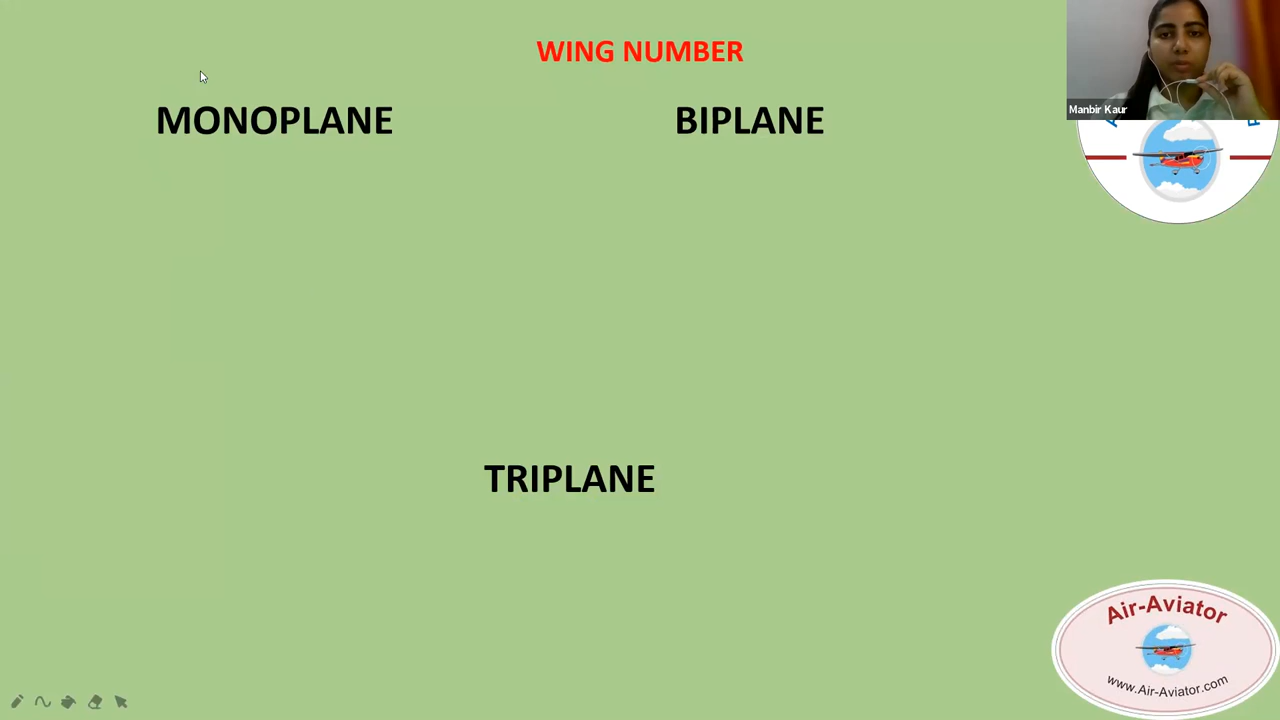 WING NUMBER
MONOPLANE
BIPLANE
Manbir Kaur
TRIPLANE
Air-Aviator
www.Air-Aviator.com